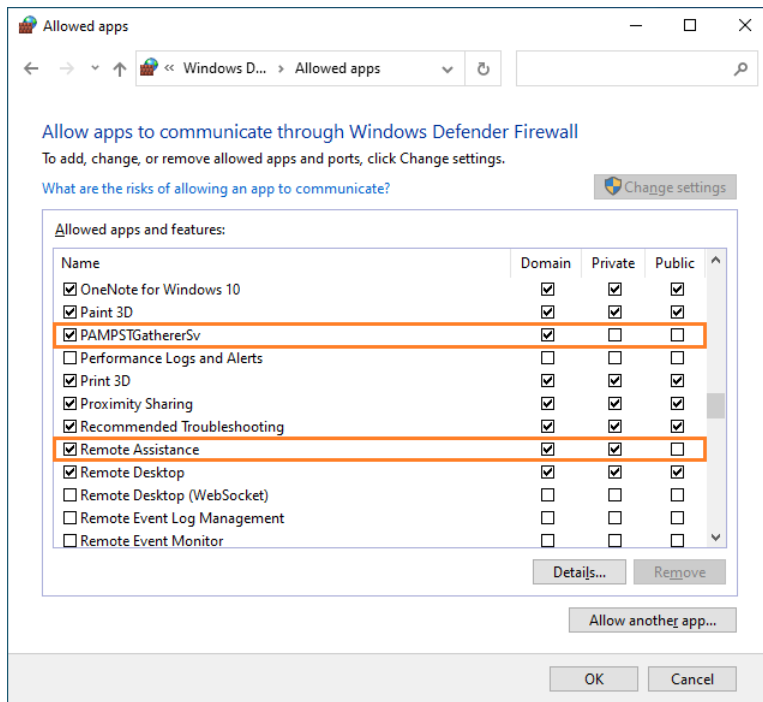 Allowed apps
« Windows D... › Allowed apps
Allow apps to communicate through Windows Defender Firewall
To add, change, or remove allowed apps and ports, click Change settings.
What are the risks of allowing an app to communicate?
Change settings
Allowed apps and features:
Name Domain Private Public
OneNote for Windows 10
Paint 3D
PAMPSTGathererSv
Performance Logs and Alerts
Print 3D
Proximity Sharing
Recommended Troubleshooting
Remote Assistance
Remote Desktop
Remote Desktop (WebSocket)
Remote Event Log Management
Remote Event Monitor
Details... Remove
Allow another app...
OK Cancel